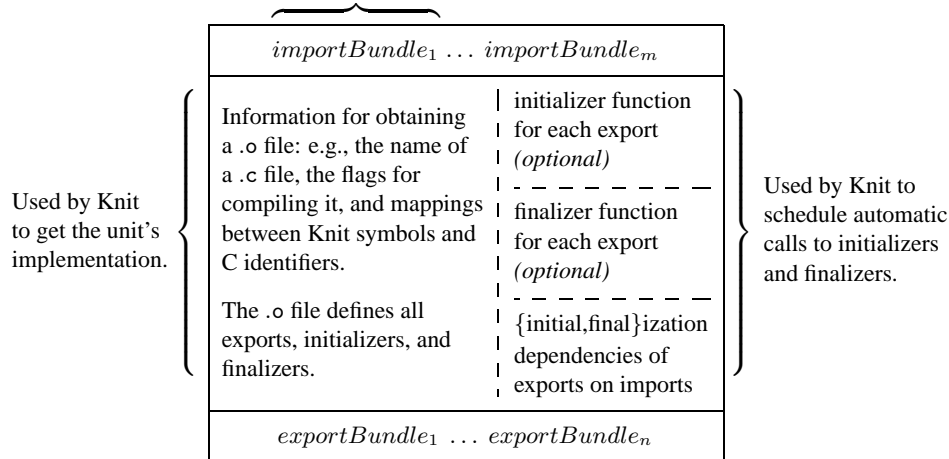 importBundle₁ … importBundleₘ
Used by Knit
to get the unit's
implementation.
Information for obtaining
a .o file: e.g., the name of
a .c file, the flags for
compiling it, and mappings
between Knit symbols and
C identifiers.
The .o file defines all
exports, initializers, and
finalizers.
initializer function
for each export
(optional)
finalizer function
for each export
(optional)
{initial,final}ization
dependencies of
exports on imports
Used by Knit to
schedule automatic
calls to initializers
and finalizers.
exportBundle₁ … exportBundleₙ